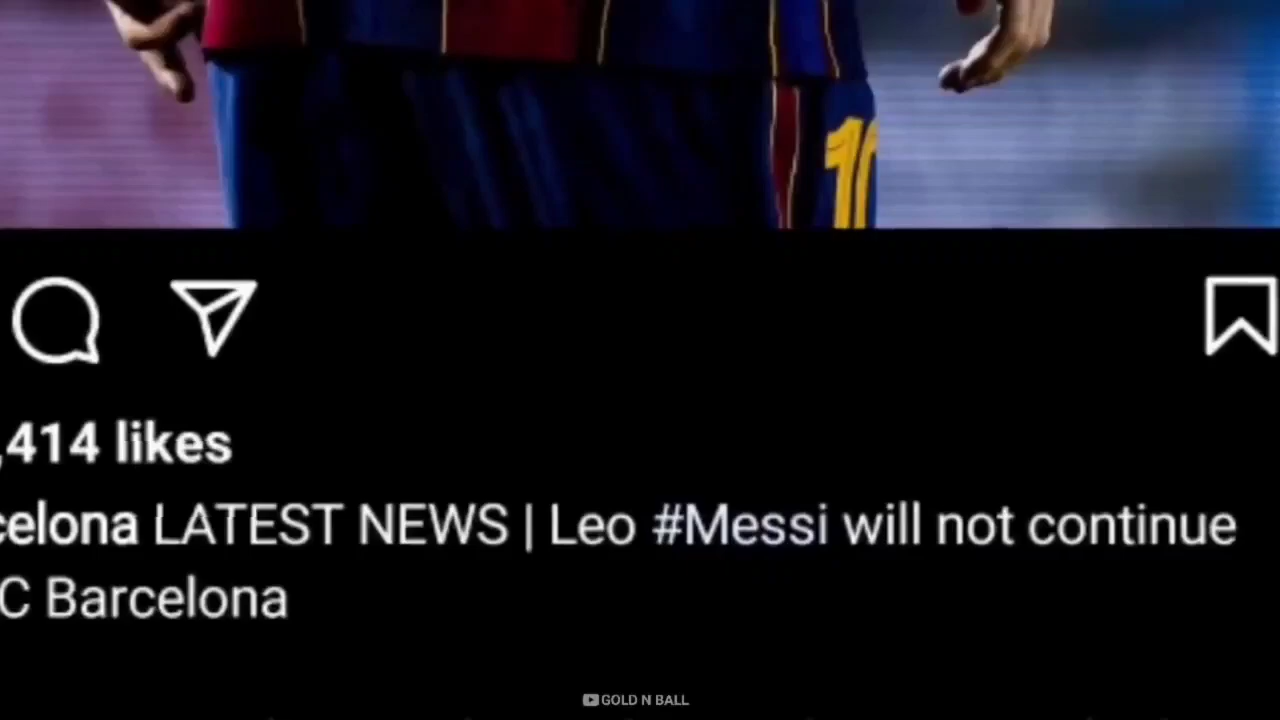 10
,414 likes
celona LATEST NEWS | Leo #Messi will not continue
C Barcelona
GOLD N BALL